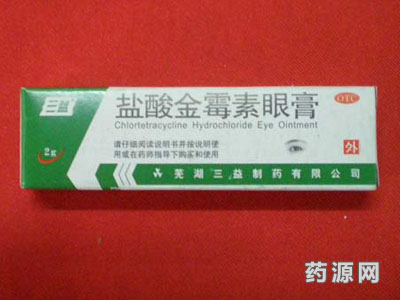 三益
盐酸金霉素眼膏
OTC
Chlortetracycline Hydrochloride Eye Ointment
2克
请仔细阅读说明书并按说明使
用或在药师指导下购买和使用
外
芜湖三益制药有限公司
药源网